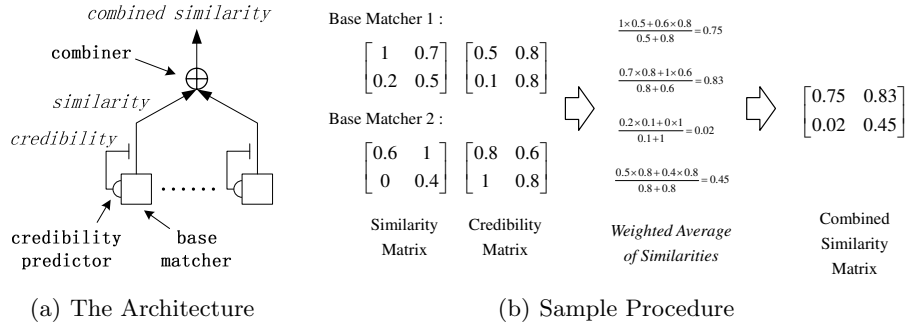 combined similarity
combiner
similarity
credibility
credibility
predictor
base
matcher
(a) The Architecture
Base Matcher 1 :
1 0.7
0.2 0.5
0.5 0.8
0.1 0.8
Base Matcher 2 :
0.6 1
0 0.4
0.8 0.6
1 0.8
Similarity
Matrix
Credibility
Matrix
1×0.5+0.6×0.8
0.5+0.8 =0.75
0.7×0.8+1×0.6
0.8+0.6 =0.83
0.2×0.1+0×1
0.1+1 =0.02
0.5×0.8+0.4×0.8
0.8+0.8 =0.45
Weighted Average
of Similarities
0.75 0.83
0.02 0.45
Combined
Similarity
Matrix
(b) Sample Procedure